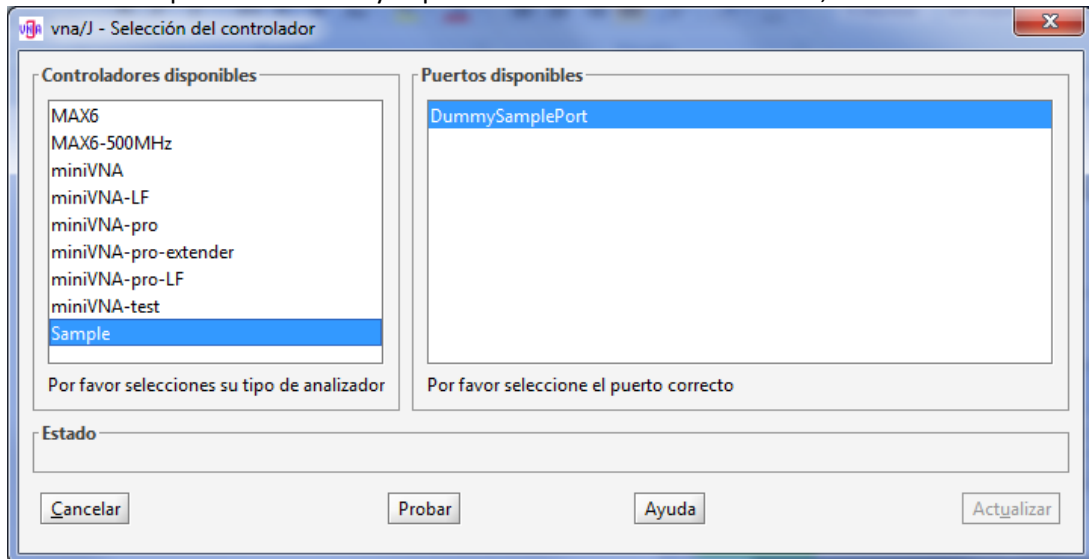 vna/J - Selección del controlador
Controladores disponibles
MAX6
MAX6-500MHz
miniVNA
miniVNA-LF
miniVNA-pro
miniVNA-pro-extender
miniVNA-pro-LF
miniVNA-test
Sample
Por favor selecciones su tipo de analizador
Puertos disponibles
DummySamplePort
Por favor seleccione el puerto correcto
Estado
Cancelar
Probar
Ayuda
Actualizar